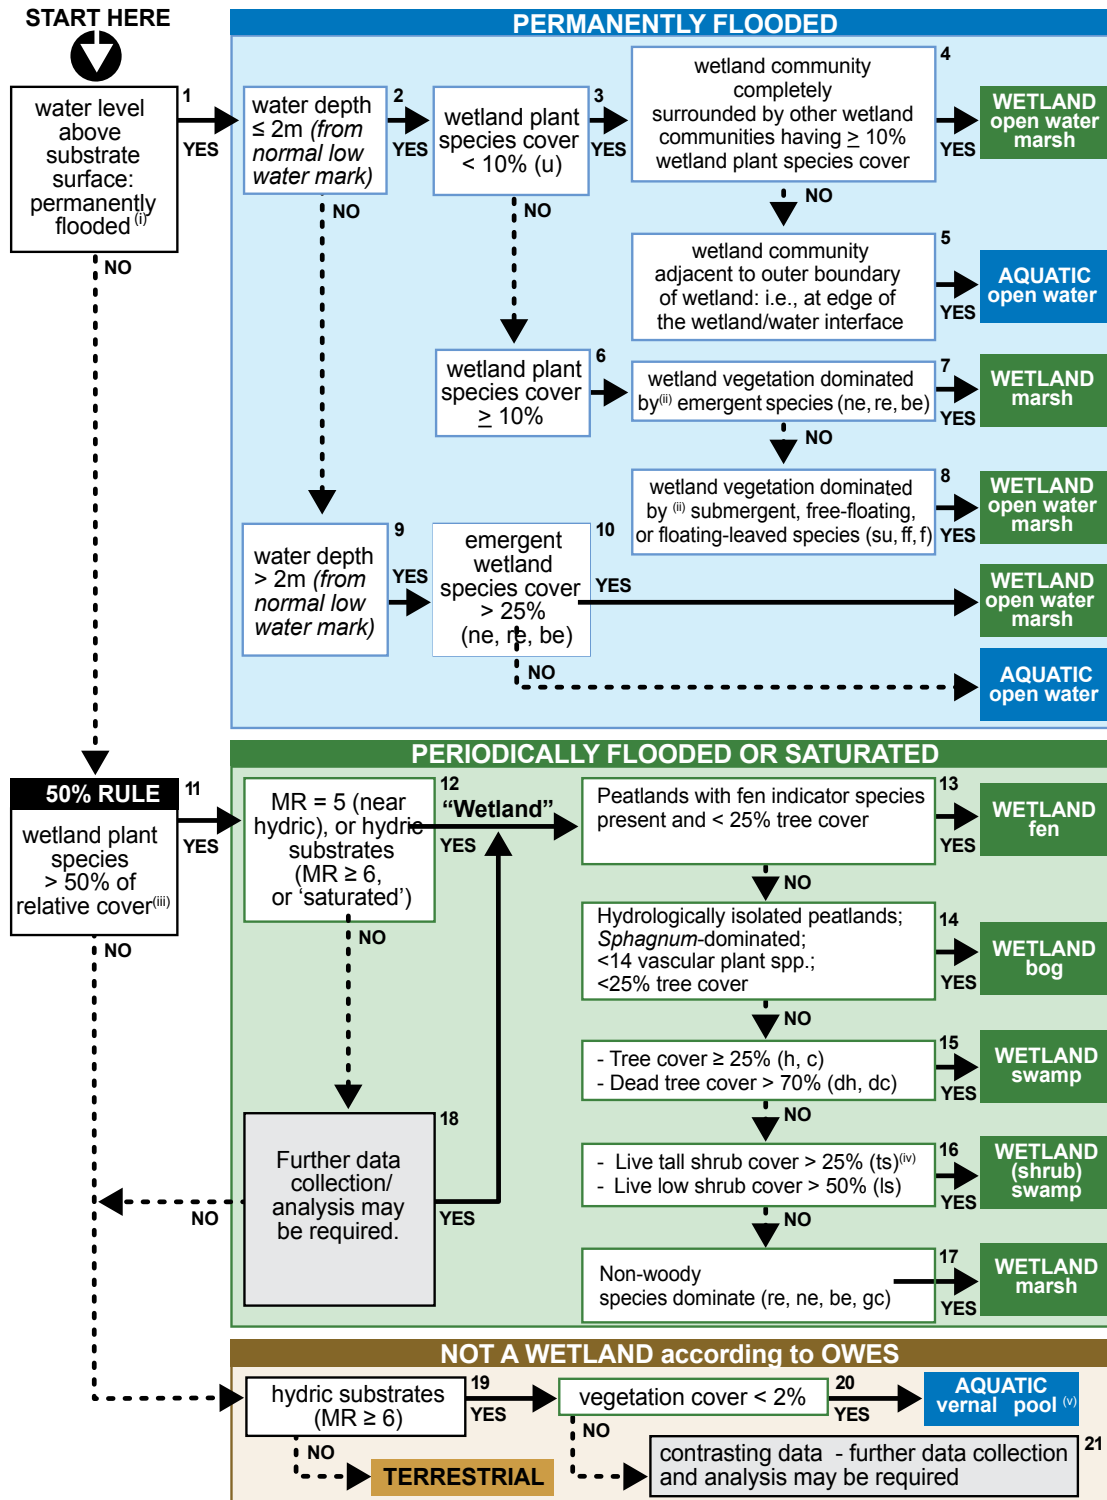 START HERE
PERMANENTLY FLOODED
1
water level
above
substrate
surface:
permanently
flooded (i)
YES
NO
2
water depth
≤ 2m (from
normal low
water mark)
YES
NO
3
wetland plant
species cover
< 10% (u)
YES
NO
4
wetland community
completely
surrounded by other wetland
communities having ≥ 10%
wetland plant species cover
YES
NO
WETLAND
open water
marsh
5
wetland community
adjacent to outer boundary
of wetland: i.e., at edge of
the wetland/water interface
YES
AQUATIC
open water
6
wetland plant
species cover
≥ 10%
7
wetland vegetation dominated
by(ii) emergent species (ne, re, be)
YES
NO
WETLAND
marsh
8
wetland vegetation dominated
by (ii) submergent, free-floating,
or floating-leaved species (su, ff, f)
YES
WETLAND
open water
marsh
9
water depth
> 2m (from
normal low
water mark)
YES
10
emergent
wetland
species cover
> 25%
(ne, re, be)
YES
NO
WETLAND
open water
marsh
AQUATIC
open water
PERIODICALLY FLOODED OR SATURATED
11
50% RULE
wetland plant
species
> 50% of
relative cover(iii)
YES
NO
12
MR = 5 (near
hydric), or hydric
substrates
(MR ≥ 6,
or ‘saturated’)
“Wetland”
YES
NO
13
Peatlands with fen indicator species
present and < 25% tree cover
YES
NO
WETLAND
fen
14
Hydrologically isolated peatlands;
Sphagnum-dominated;
<14 vascular plant spp.;
<25% tree cover
YES
NO
WETLAND
bog
15
- Tree cover ≥ 25% (h, c)
- Dead tree cover > 70% (dh, dc)
YES
NO
WETLAND
swamp
16
- Live tall shrub cover > 25% (ts)(iv)
- Live low shrub cover > 50% (ls)
YES
NO
WETLAND
(shrub)
swamp
17
Non-woody
species dominate (re, ne, be, gc)
YES
WETLAND
marsh
18
Further data
collection/
analysis may
be required.
YES
NO
NOT A WETLAND according to OWES
19
hydric substrates
(MR ≥ 6)
YES
NO
TERRESTRIAL
20
vegetation cover < 2%
YES
NO
AQUATIC
vernal pool (v)
21
contrasting data - further data collection
and analysis may be required